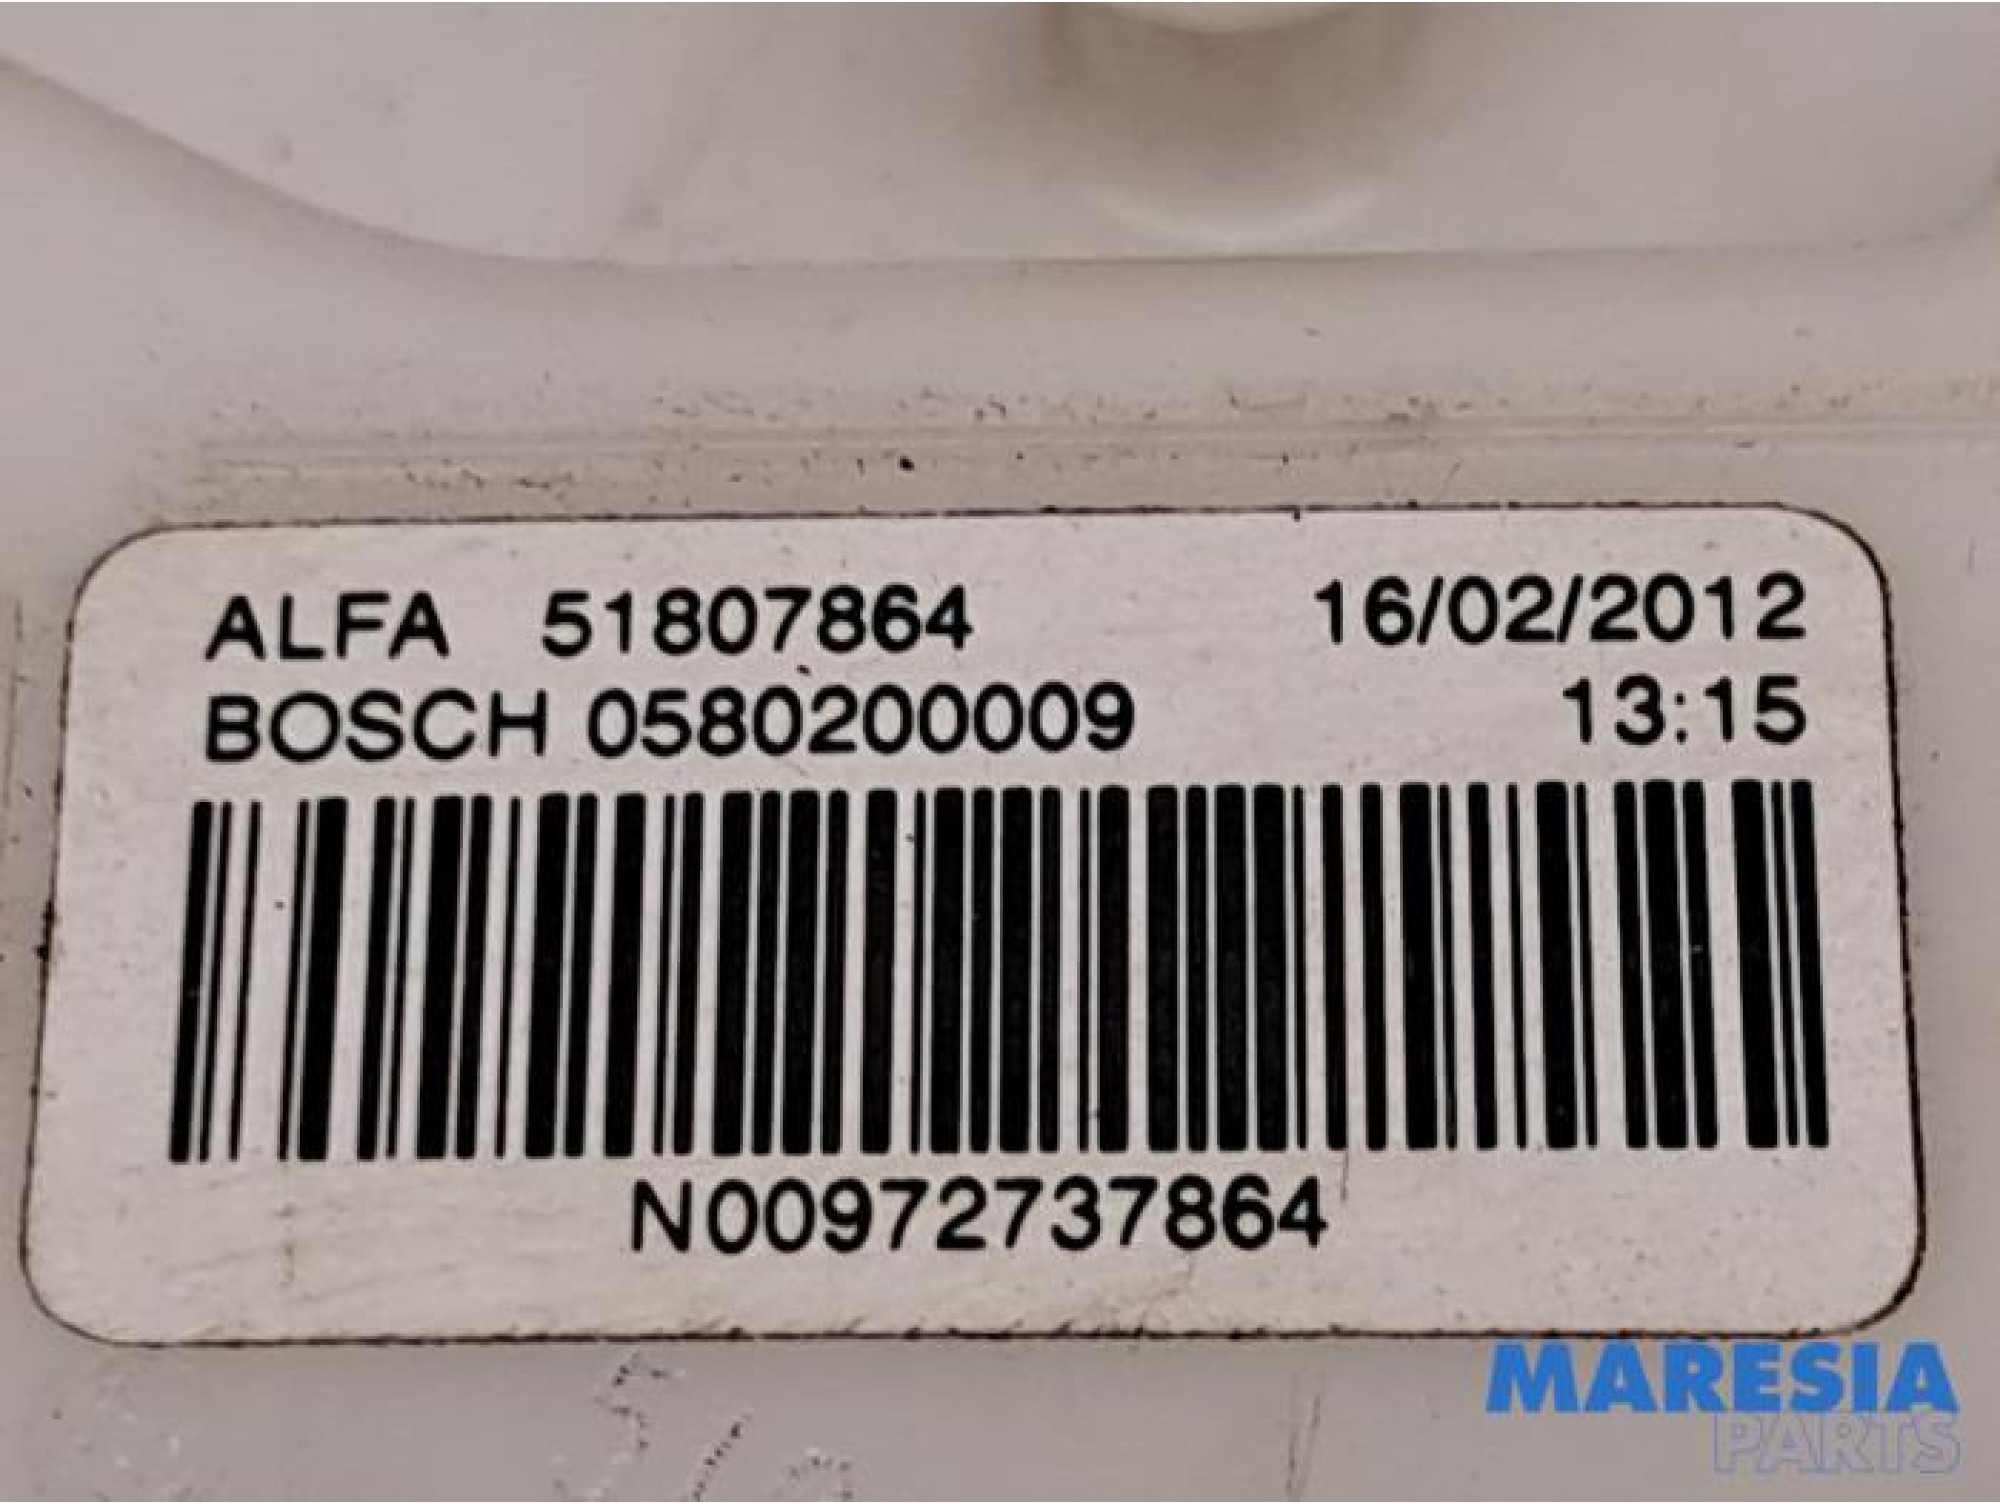 ALFA 51807864 16/02/2012
BOSCH 0580200009 13:15
N00972737864
MARESIA
PARTS